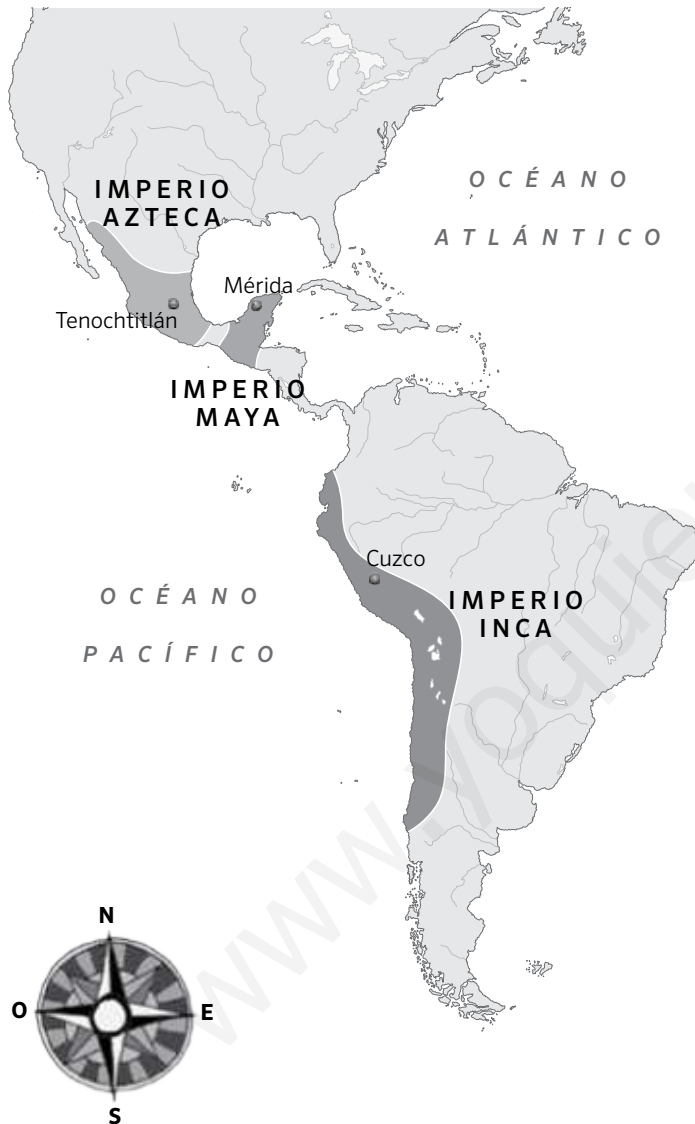 IMPERIO
AZTECA
OCÉANO
ATLÁNTICO
Mérida
Tenochtitlán
IMPERIO
MAYA
Cuzco
OCÉANO
PACÍFICO
IMPERIO
INCA
N
O
E
S